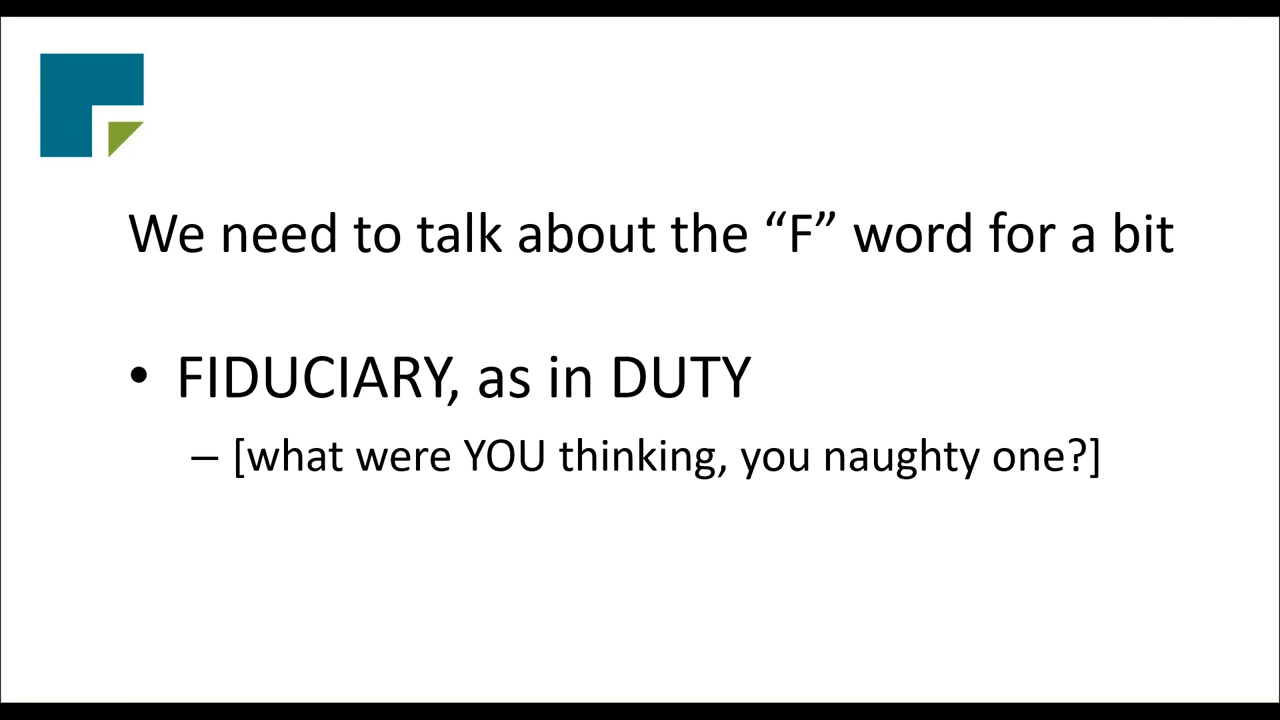 We need to talk about the “F” word for a bit
• FIDUCIARY, as in DUTY
– [what were YOU thinking, you naughty one?]